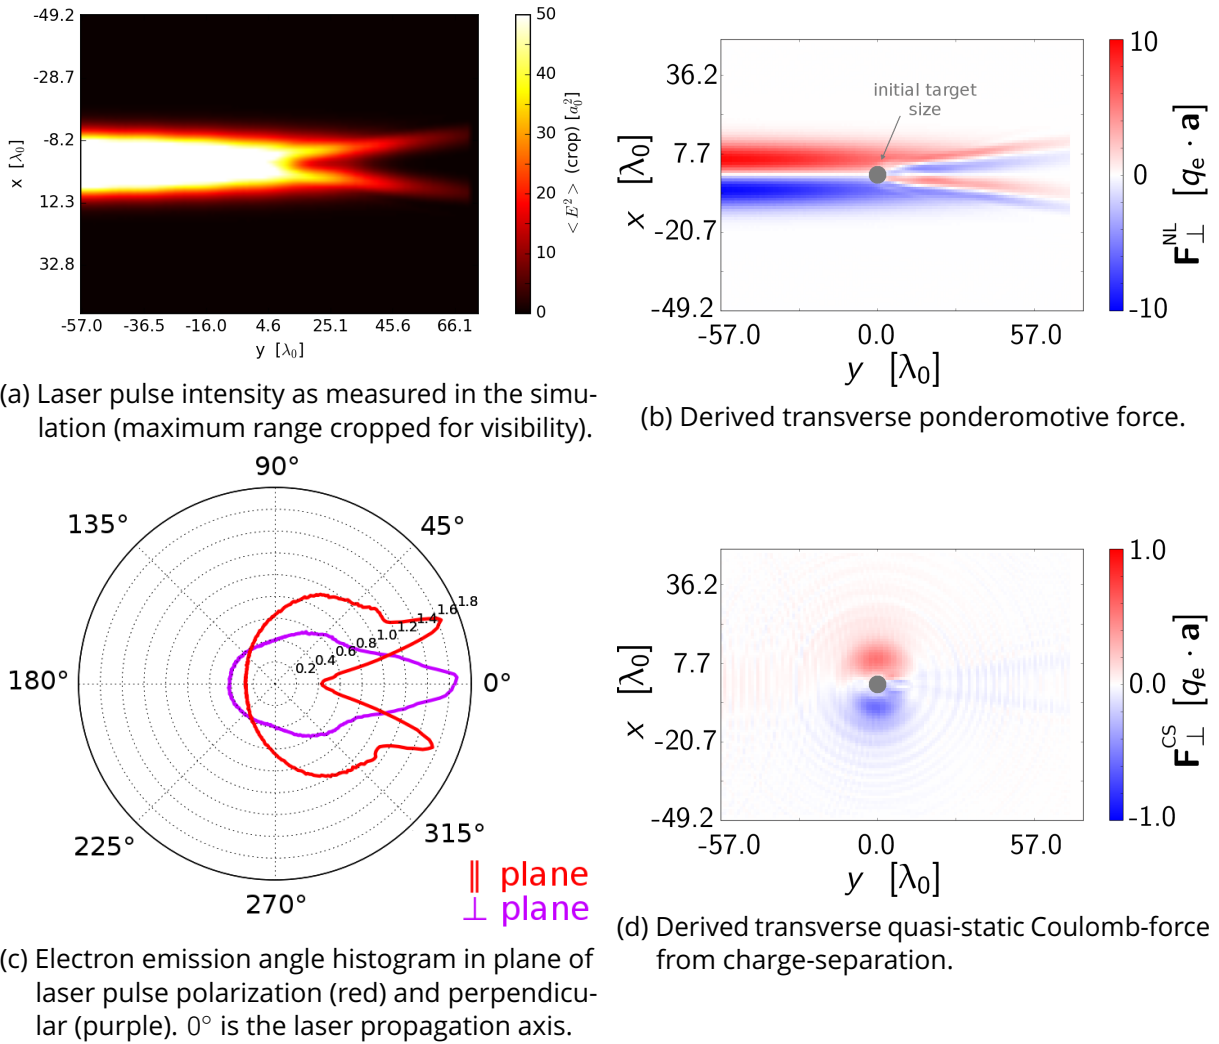 -49.2
-28.7
-8.2
12.3
32.8
x [λ0]
-57.0 -36.5 -16.0 4.6 25.1 45.6 66.1
y [λ0]
50
40
30
20
10
0
< E² > (crop) [a₀²]
(a) Laser pulse intensity as measured in the simu-
lation (maximum range cropped for visibility).
36.2
7.7
-20.7
-49.2
x [λ0]
initial target
size
-57.0 0.0 57.0
y [λ0]
10
5
0
-5
-10
F⊥NL [qe · a]
(b) Derived transverse ponderomotive force.
90°
135° 45°
180° 0°
225° 315°
270°
0.2 0.4 0.6 0.8 1.0 1.2 1.4 1.6 1.8
∥ plane
⊥ plane
(c) Electron emission angle histogram in plane of
laser pulse polarization (red) and perpendicu-
lar (purple). 0° is the laser propagation axis.
36.2
7.7
-20.7
-49.2
x [λ0]
-57.0 0.0 57.0
y [λ0]
1.0
0.5
0.0
-0.5
-1.0
F⊥CS [qe · a]
(d) Derived transverse quasi-static Coulomb-force
from charge-separation.